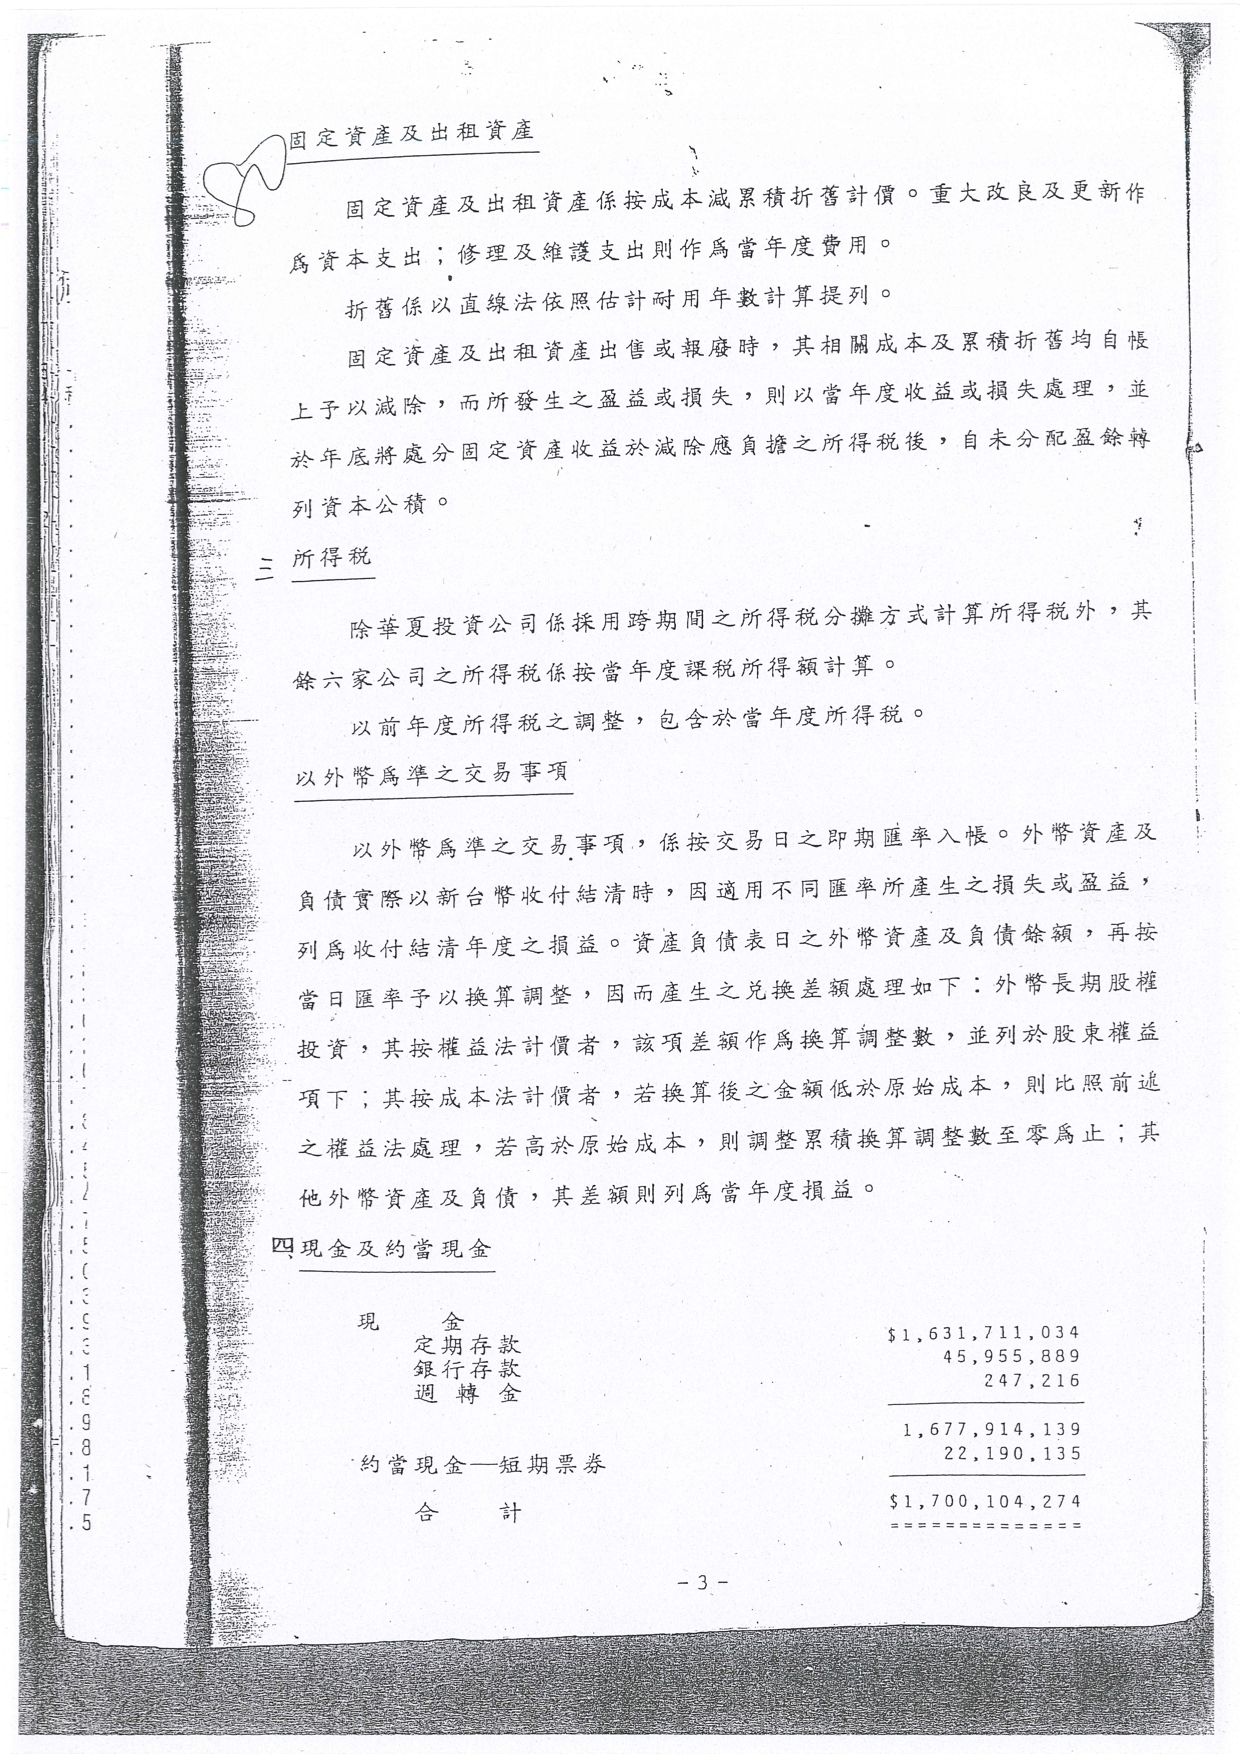 固定資產及出租資產
固定資產及出租資產係按成本減累積折舊計價。重大改良及更新作
為資本支出；修理及維護支出則作為當年度費用。
折舊係以直線法依照估計耐用年數計算提列。
固定資產及出租資產出售或報廢時，其相關成本及累積折舊均自帳
上予以減除，而所發生之盈益或損失，則以當年度收益或損失處理，並
於年底將處分固定資產收益於減除應負擔之所得稅後，自未分配盈餘轉
列資本公積。
三 所得稅
除華夏投資公司係採用跨期間之所得稅分攤方式計算所得稅外，其
餘六家公司之所得稅係按當年度課稅所得額計算。
以前年度所得稅之調整，包含於當年度所得稅。
以外幣為準之交易事項
以外幣為準之交易事項，係按交易日之即期匯率入帳。外幣資產及
負債實際以新台幣收付結清時，因適用不同匯率所產生之損失或盈益，
列為收付結清年度之損益。資產負債表日之外幣資產及負債餘額，再按
當日匯率予以換算調整，因而產生之兌換差額處理如下：外幣長期股權
投資，其按權益法計價者，該項差額作為換算調整數，並列於股東權益
項下；其按成本法計價者，若換算後之金額低於原始成本，則比照前述
之權益法處理，若高於原始成本，則調整累積換算調整數至零為止；其
他外幣資產及負債，其差額則列為當年度損益。
四、現金及約當現金
現 金
定期存款 $1,631,711,034
銀行存款 45,955,889
週轉金 247,216
1,677,914,139
約當現金—短期票券 22,190,135
合 計 $1,700,104,274
==============
- 3 -